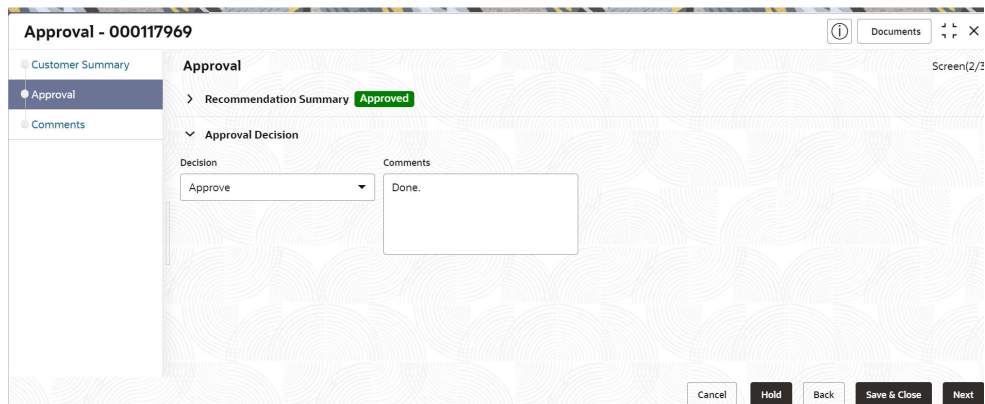 Approval - 000117969
Documents
Customer Summary
Approval
Comments
Approval
Screen(2/3
Recommendation Summary Approved
Approval Decision
Decision
Comments
Approve
Done.
Cancel
Hold
Back
Save & Close
Next